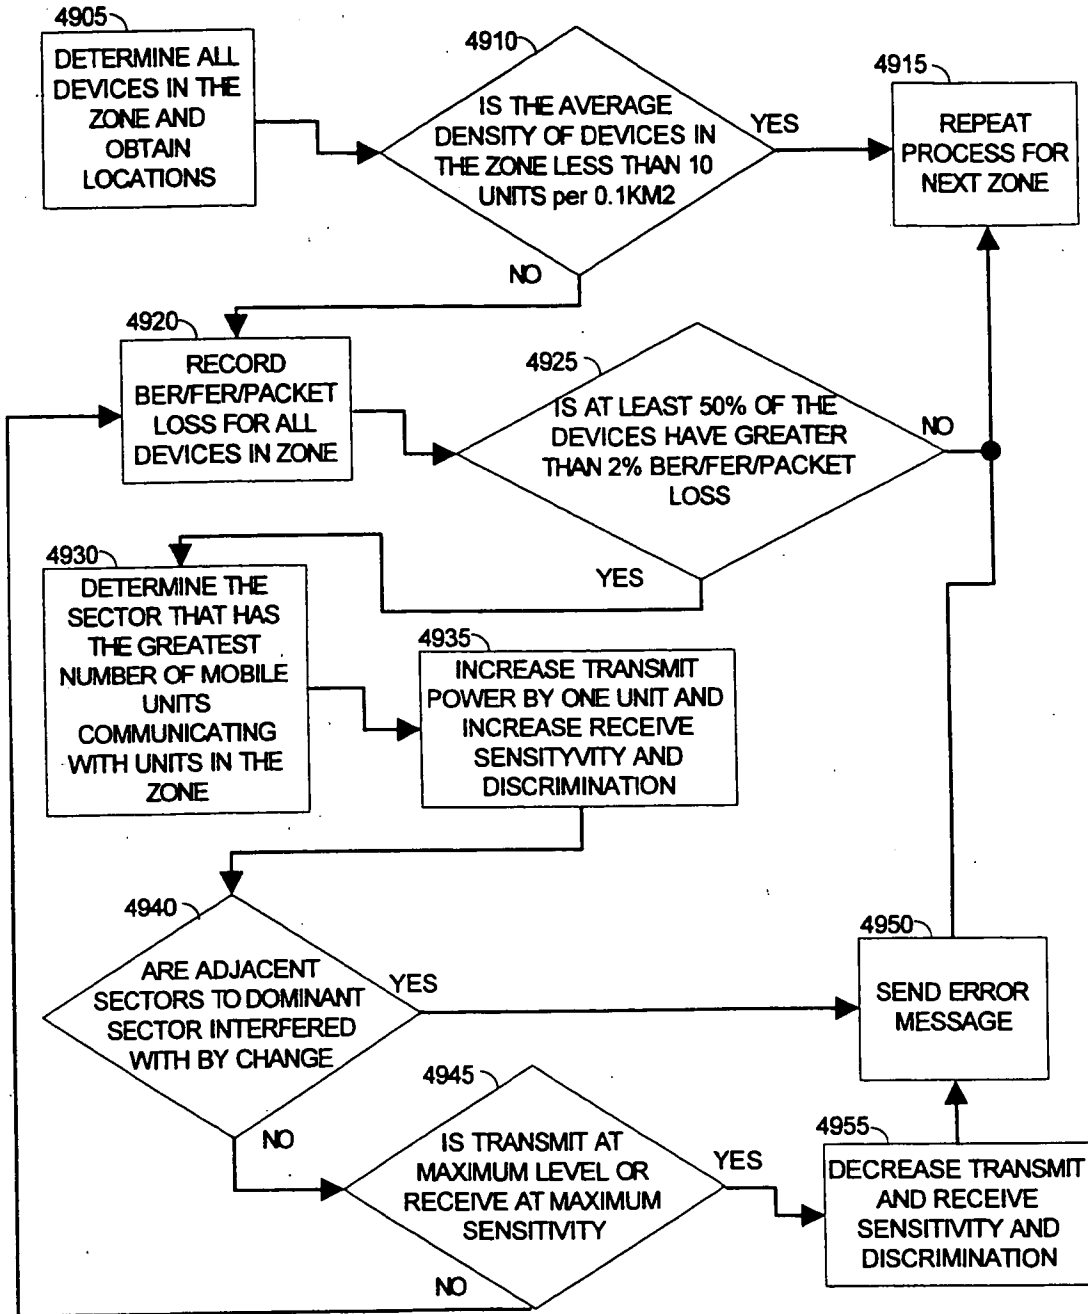 4905
DETERMINE ALL
DEVICES IN THE
ZONE AND
OBTAIN
LOCATIONS
4910
IS THE AVERAGE
DENSITY OF DEVICES IN
THE ZONE LESS THAN 10
UNITS per 0.1KM2
YES
4915
REPEAT
PROCESS FOR
NEXT ZONE
NO
4920
RECORD
BER/FER/PACKET
LOSS FOR ALL
DEVICES IN ZONE
4925
IS AT LEAST 50% OF THE
DEVICES HAVE GREATER
THAN 2% BER/FER/PACKET
LOSS
NO
YES
4930
DETERMINE THE
SECTOR THAT HAS
THE GREATEST
NUMBER OF MOBILE
UNITS
COMMUNICATING
WITH UNITS IN THE
ZONE
4935
INCREASE TRANSMIT
POWER BY ONE UNIT AND
INCREASE RECEIVE
SENSITYVITY AND
DISCRIMINATION
4940
ARE ADJACENT
SECTORS TO DOMINANT
SECTOR INTERFERED
WITH BY CHANGE
YES
4950
SEND ERROR
MESSAGE
NO
4945
IS TRANSMIT AT
MAXIMUM LEVEL OR
RECEIVE AT MAXIMUM
SENSITIVITY
YES
4955
DECREASE TRANSMIT
AND RECEIVE
SENSITIVITY AND
DISCRIMINATION
NO